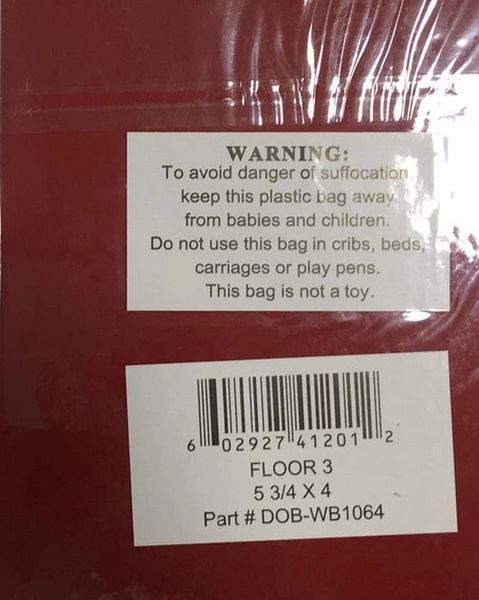 WARNING:
To avoid danger of suffocation
keep this plastic bag away
from babies and children.
Do not use this bag in cribs, beds,
carriages or play pens.
This bag is not a toy.
6 02927 41201 2
FLOOR 3
5 3/4 X 4
Part # DOB-WB1064